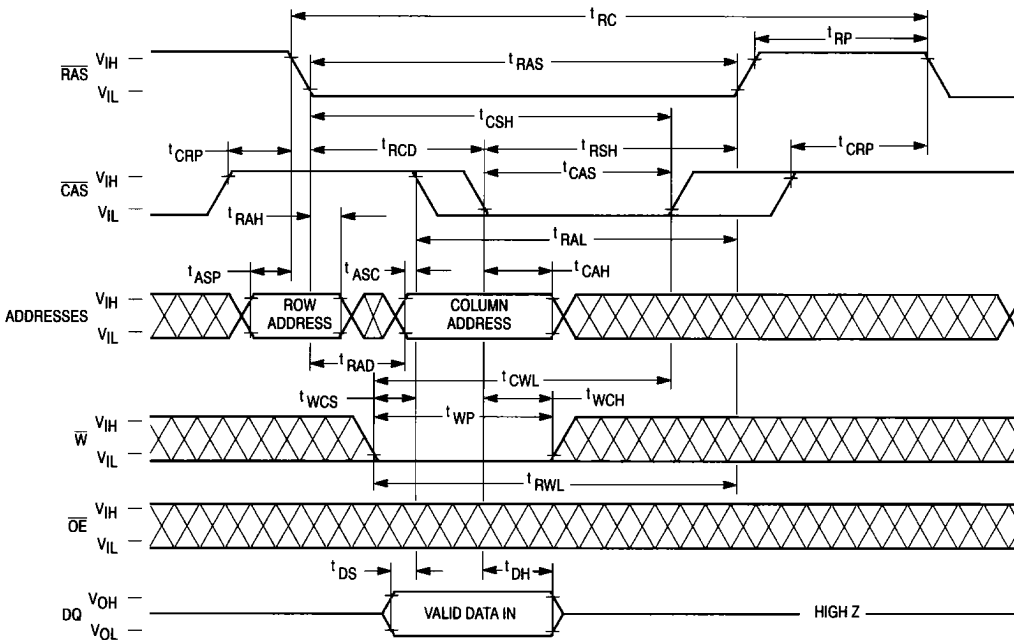 tRC
tRP
RAS VIH
VIL
tRAS
tCSH
tCRP
tRCD
tRSH
tCRP
CAS VIH
VIL
tCAS
tRAH
tRAL
tASP
tASC
tCAH
ADDRESSES VIH
VIL
ROW
ADDRESS
COLUMN
ADDRESS
tRAD
tCWL
tWCS
tWP
tWCH
W VIH
VIL
tRWL
OE VIH
VIL
tDS
tDH
DQ VOH
VOL
VALID DATA IN
HIGH Z